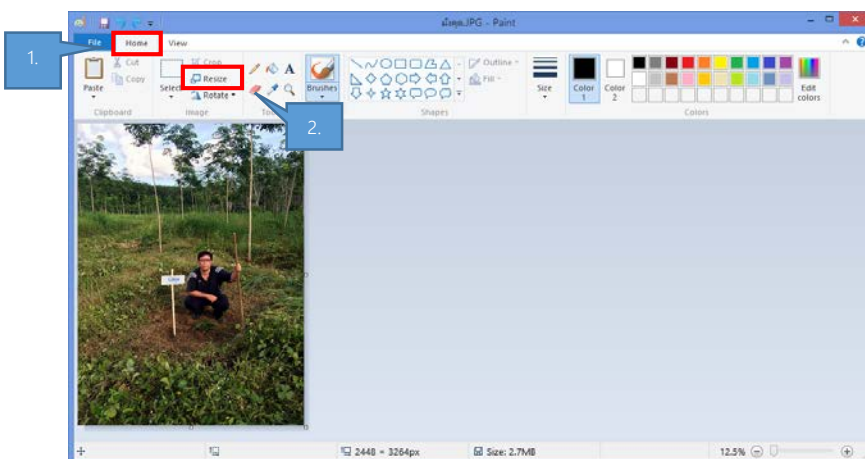 .JPG - Paint
File Home View
1.
Cut
Copy
Paste
Clipboard
Crop
Resize
Rotate
Select
Image
A
Brushes
2.
Outline
Fill
Shapes
Size
Color 1
Color 2
Edit colors
Colors
2448 × 3264px
Size: 2.7MB
12.5%